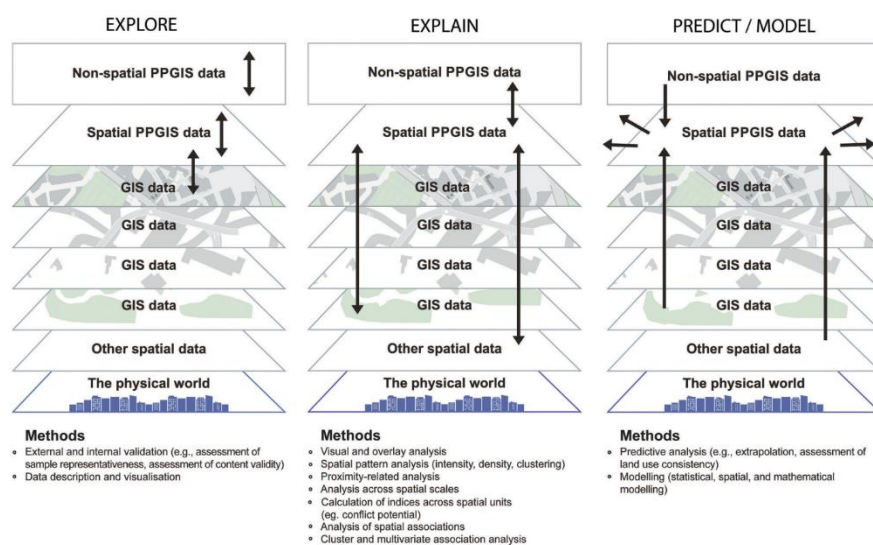 EXPLORE
Non-spatial PPGIS data
Spatial PPGIS data
GIS data
GIS data
GIS data
GIS data
Other spatial data
The physical world
Methods
External and internal validation (e.g., assessment of
sample representativeness, assessment of content validity)
Data description and visualisation
EXPLAIN
Non-spatial PPGIS data
Spatial PPGIS data
GIS data
GIS data
GIS data
GIS data
Other spatial data
The physical world
Methods
Visual and overlay analysis
Spatial pattern analysis (intensity, density, clustering)
Proximity-related analysis
Analysis across spatial scales
Calculation of indices across spatial units
(eg. conflict potential)
Analysis of spatial associations
Cluster and multivariate association analysis
PREDICT / MODEL
Non-spatial PPGIS data
Spatial PPGIS data
GIS data
GIS data
GIS data
GIS data
Other spatial data
The physical world
Methods
Predictive analysis (e.g., extrapolation, assessment of
land use consistency)
Modelling (statistical, spatial, and mathematical
modelling)